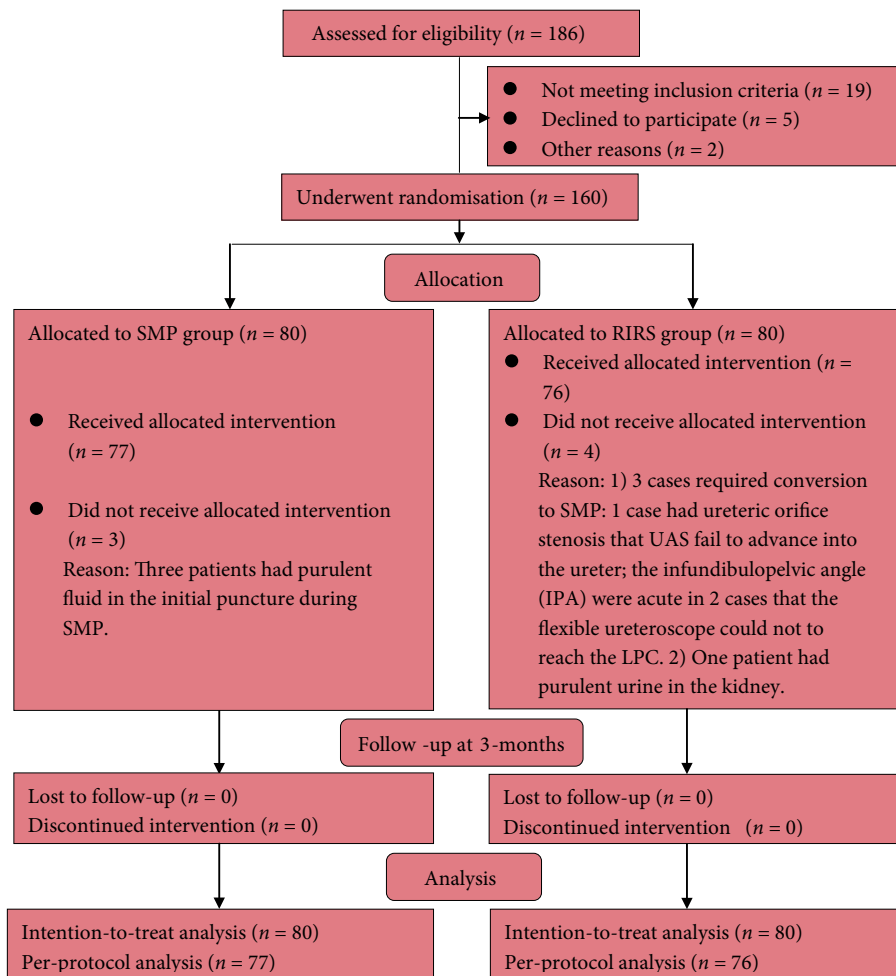 Assessed for eligibility (n = 186)
● Not meeting inclusion criteria (n = 19)
● Declined to participate (n = 5)
● Other reasons (n = 2)
Underwent randomisation (n = 160)
Allocation
Allocated to SMP group (n = 80)
● Received allocated intervention
(n = 77)
● Did not receive allocated intervention
(n = 3)
Reason: Three patients had purulent
fluid in the initial puncture during
SMP.
Allocated to RIRS group (n = 80)
● Received allocated intervention (n =
76)
● Did not receive allocated intervention
(n = 4)
Reason: 1) 3 cases required conversion
to SMP: 1 case had ureteric orifice
stenosis that UAS fail to advance into
the ureter; the infundibulopelvic angle
(IPA) were acute in 2 cases that the
flexible ureteroscope could not to
reach the LPC. 2) One patient had
purulent urine in the kidney.
Follow -up at 3-months
Lost to follow-up (n = 0)
Discontinued intervention (n = 0)
Lost to follow-up (n = 0)
Discontinued intervention (n = 0)
Analysis
Intention-to-treat analysis (n = 80)
Per-protocol analysis (n = 77)
Intention-to-treat analysis (n = 80)
Per-protocol analysis (n = 76)